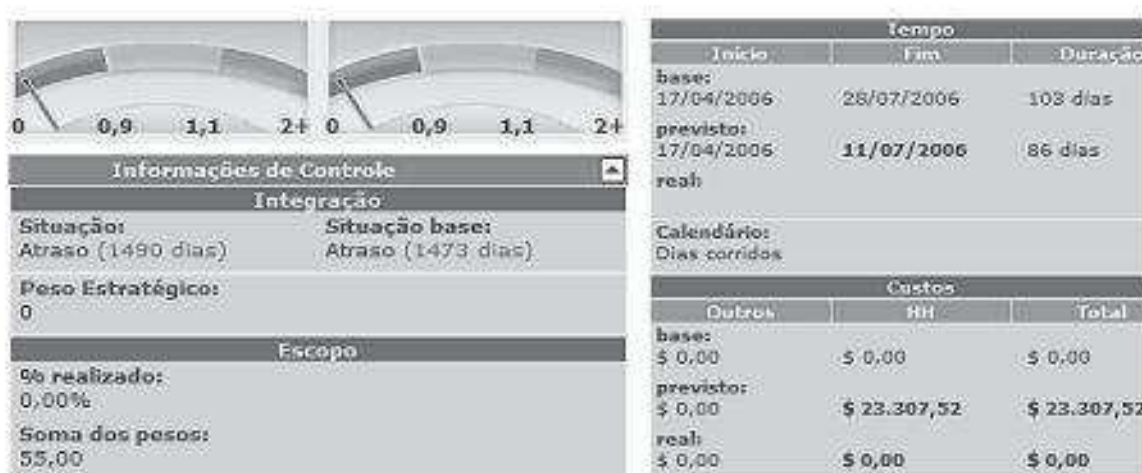 0 0,9 1,1 2+ 0 0,9 1,1 2+
Informações de Controle
Integração
Situação: Situação base:
Atraso (1490 dias) Atraso (1473 dias)
Peso Estratégico:
0
Escopo
% realizado:
0,00%
Soma dos pesos:
55,00
Tempo
Início Fim Duração
base:
17/04/2006 28/07/2006 103 dias
previsto:
17/04/2006 11/07/2006 86 dias
real:
Calendário:
Dias corridos
Custos
Outros HH Total
base:
$ 0,00 $ 0,00 $ 0,00
previsto:
$ 0,00 $ 23.307,52 $ 23.307,52
real:
$ 0,00 $ 0,00 $ 0,00